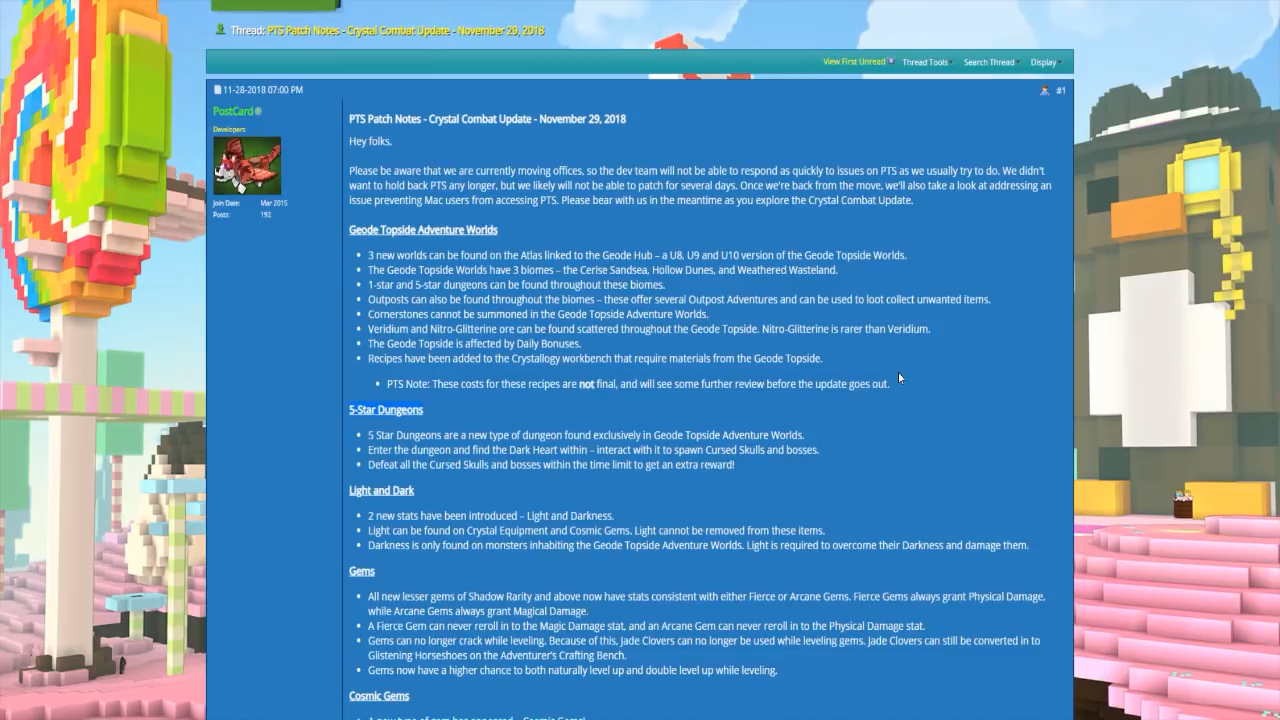 Thread: PTS Patch Notes - Crystal Combat Update - November 29, 2018
View First Unread Thread Tools Search Thread Display
11-28-2018 07:00 PM #1
PostCard
Developers
Join Date: Mar 2015
Posts: 192
PTS Patch Notes - Crystal Combat Update - November 29, 2018
Hey folks,
Please be aware that we are currently moving offices, so the dev team will not be able to respond as quickly to issues on PTS as we usually try to do. We didn't
want to hold back PTS any longer, but we likely will not be able to patch for several days. Once we're back from the move, we'll also take a look at addressing an
issue preventing Mac users from accessing PTS. Please bear with us in the meantime as you explore the Crystal Combat Update.
Geode Topside Adventure Worlds
• 3 new worlds can be found on the Atlas linked to the Geode Hub – a U8, U9 and U10 version of the Geode Topside Worlds.
• The Geode Topside Worlds have 3 biomes – the Cerise Sandsea, Hollow Dunes, and Weathered Wasteland.
• 1-star and 5-star dungeons can be found throughout these biomes.
• Outposts can also be found throughout the biomes – these offer several Outpost Adventures and can be used to loot collect unwanted items.
• Cornerstones cannot be summoned in the Geode Topside Adventure Worlds.
• Veridium and Nitro-Glitterine ore can be found scattered throughout the Geode Topside. Nitro-Glitterine is rarer than Veridium.
• The Geode Topside is affected by Daily Bonuses.
• Recipes have been added to the Crystallogy workbench that require materials from the Geode Topside.
• PTS Note: These costs for these recipes are not final, and will see some further review before the update goes out.
5-Star Dungeons
• 5 Star Dungeons are a new type of dungeon found exclusively in Geode Topside Adventure Worlds.
• Enter the dungeon and find the Dark Heart within – interact with it to spawn Cursed Skulls and bosses.
• Defeat all the Cursed Skulls and bosses within the time limit to get an extra reward!
Light and Dark
• 2 new stats have been introduced – Light and Darkness.
• Light can be found on Crystal Equipment and Cosmic Gems. Light cannot be removed from these items.
• Darkness is only found on monsters inhabiting the Geode Topside Adventure Worlds. Light is required to overcome their Darkness and damage them.
Gems
• All new lesser gems of Shadow Rarity and above now have stats consistent with either Fierce or Arcane Gems. Fierce Gems always grant Physical Damage,
while Arcane Gems always grant Magical Damage.
• A Fierce Gem can never reroll in to the Magic Damage stat, and an Arcane Gem can never reroll in to the Physical Damage stat.
• Gems can no longer crack while leveling. Because of this, Jade Clovers can no longer be used while leveling gems. Jade Clovers can still be converted in to
Glistening Horseshoes on the Adventurer's Crafting Bench.
• Gems now have a higher chance to both naturally level up and double level up while leveling.
Cosmic Gems
• A new type of gem has appeared – Cosmic Gems!